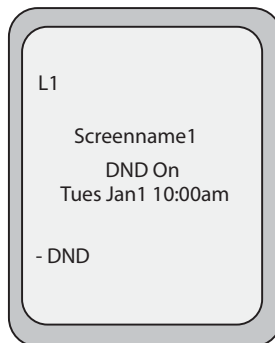 L1
Screenname1
DND On
Tues Jan1 10:00am
- DND